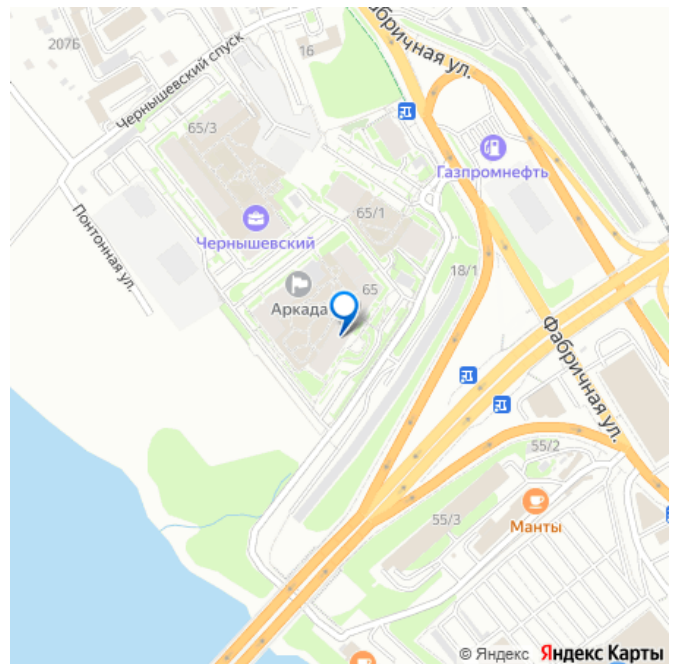 207Б
Чернышевский спуск
16
Фабричная ул.
65/3
Газпромнефть
Понтонная ул.
65/1
Чернышевский
18/1
65
Аркада
Фабричная ул.
55/2
55/3
Манты
© Яндекс Яндекс Карты